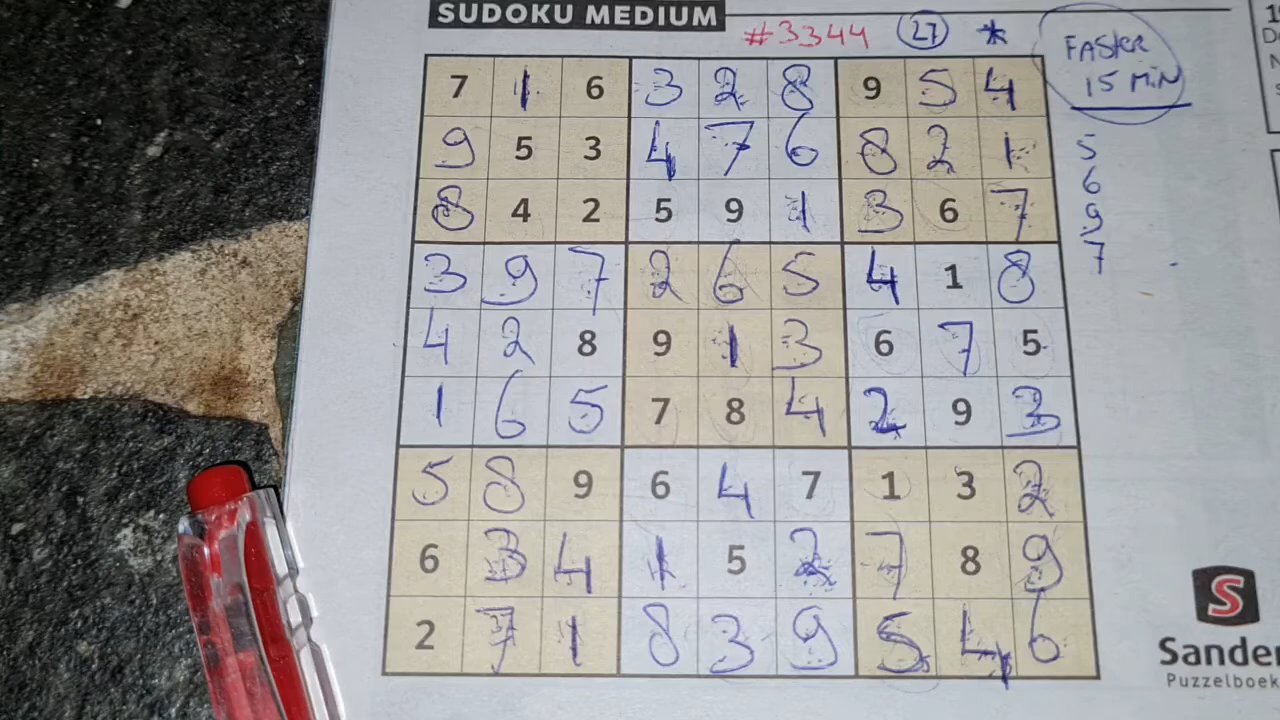 SUDOKU MEDIUM
#3344 27 *
FASTER
15 MIN
7 1 6 3 2 8 9 5 4
9 5 3 4 7 6 8 2 1
8 4 2 5 9 1 3 6 7
3 9 7 2 6 5 4 1 8
4 2 8 9 1 3 6 7 5
1 6 5 7 8 4 2 9 3
5 8 9 6 4 7 1 3 2
6 3 4 1 5 2 7 8 9
2 7 1 8 3 9 5 4 6
5
6
9
7
S
Puzzelboek